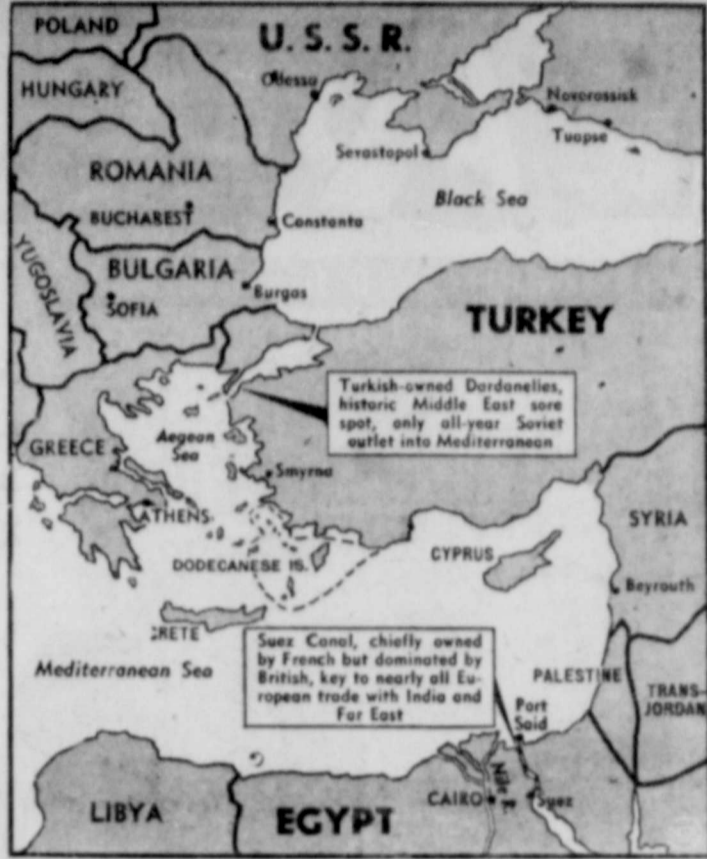 POLAND
U. S. S. R.
HUNGARY
Odessa
Novorossisk
Tuapse
Sevastopol
ROMANIA
Black Sea
BUCHAREST
Constanta
YUGOSLAVIA
BULGARIA
Burgas
SOFIA
TURKEY
Turkish-owned Dardanelles,
historic Middle East sore
spot, only all-year Soviet
outlet into Mediterranean
Aegean
Sea
GREECE
Smyrna
ATHENS
SYRIA
CYPRUS
DODECANESE IS.
Beyrouth
CRETE
Suez Canal, chiefly owned
by French but dominated by
British, key to nearly all Eu-
ropean trade with India and
Far East
Mediterranean Sea
PALESTINE
TRANS-
JORDAN
Port
Said
LIBYA
EGYPT
CAIRO
Nile R.
Suez